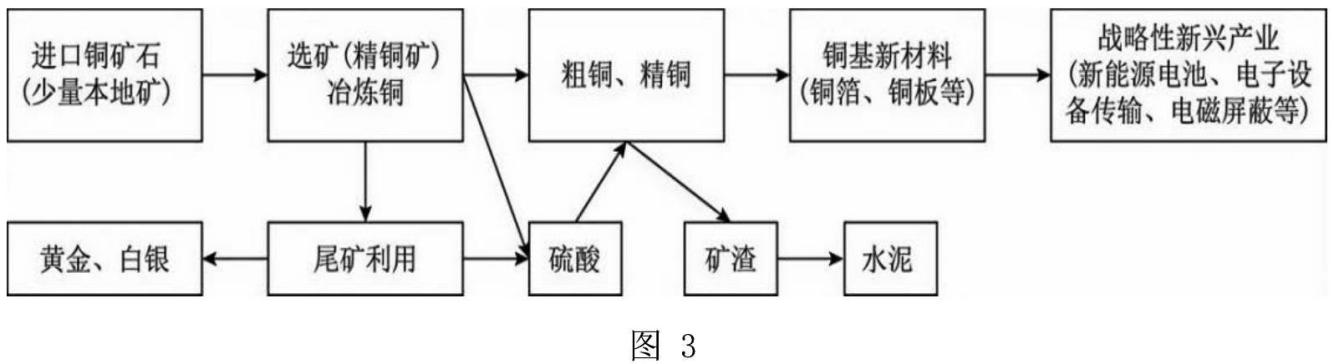 进口铜矿石
(少量本地矿)
选矿(精铜矿)
冶炼铜
粗铜、精铜
铜基新材料
(铜箔、铜板等)
战略性新兴产业
(新能源电池、电子设
备传输、电磁屏蔽等)
黄金、白银
尾矿利用
硫酸
矿渣
水泥
图 3